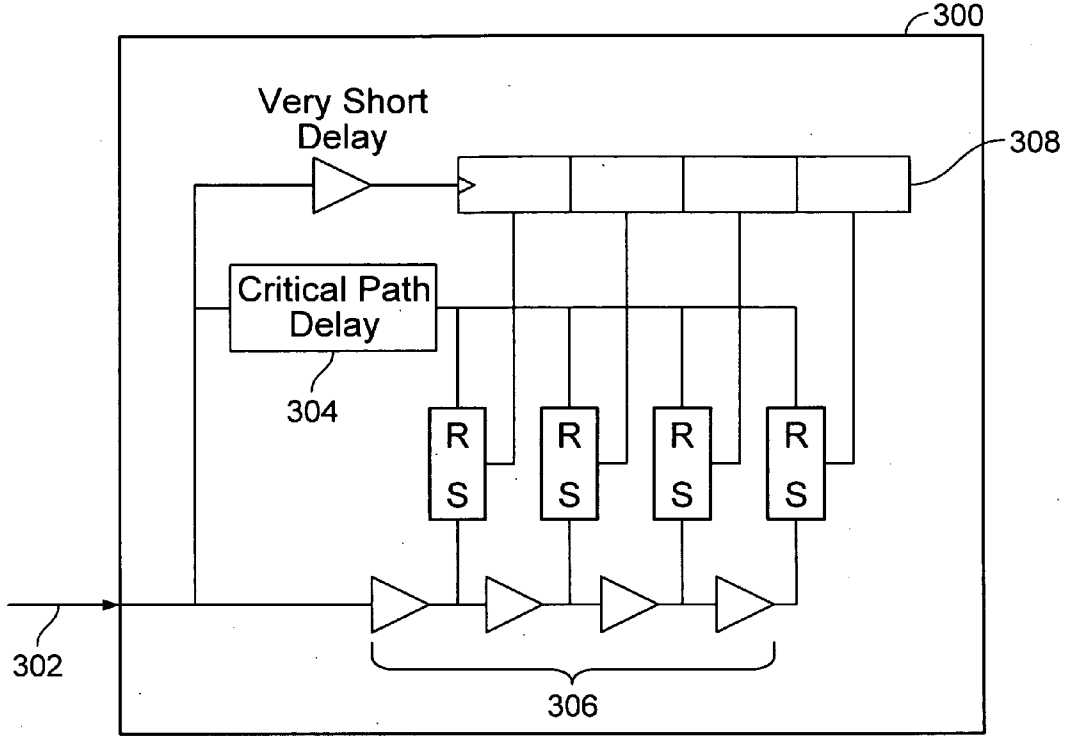 300
Very Short
Delay
308
Critical Path
Delay
304
R R R R
S S S S
302
306